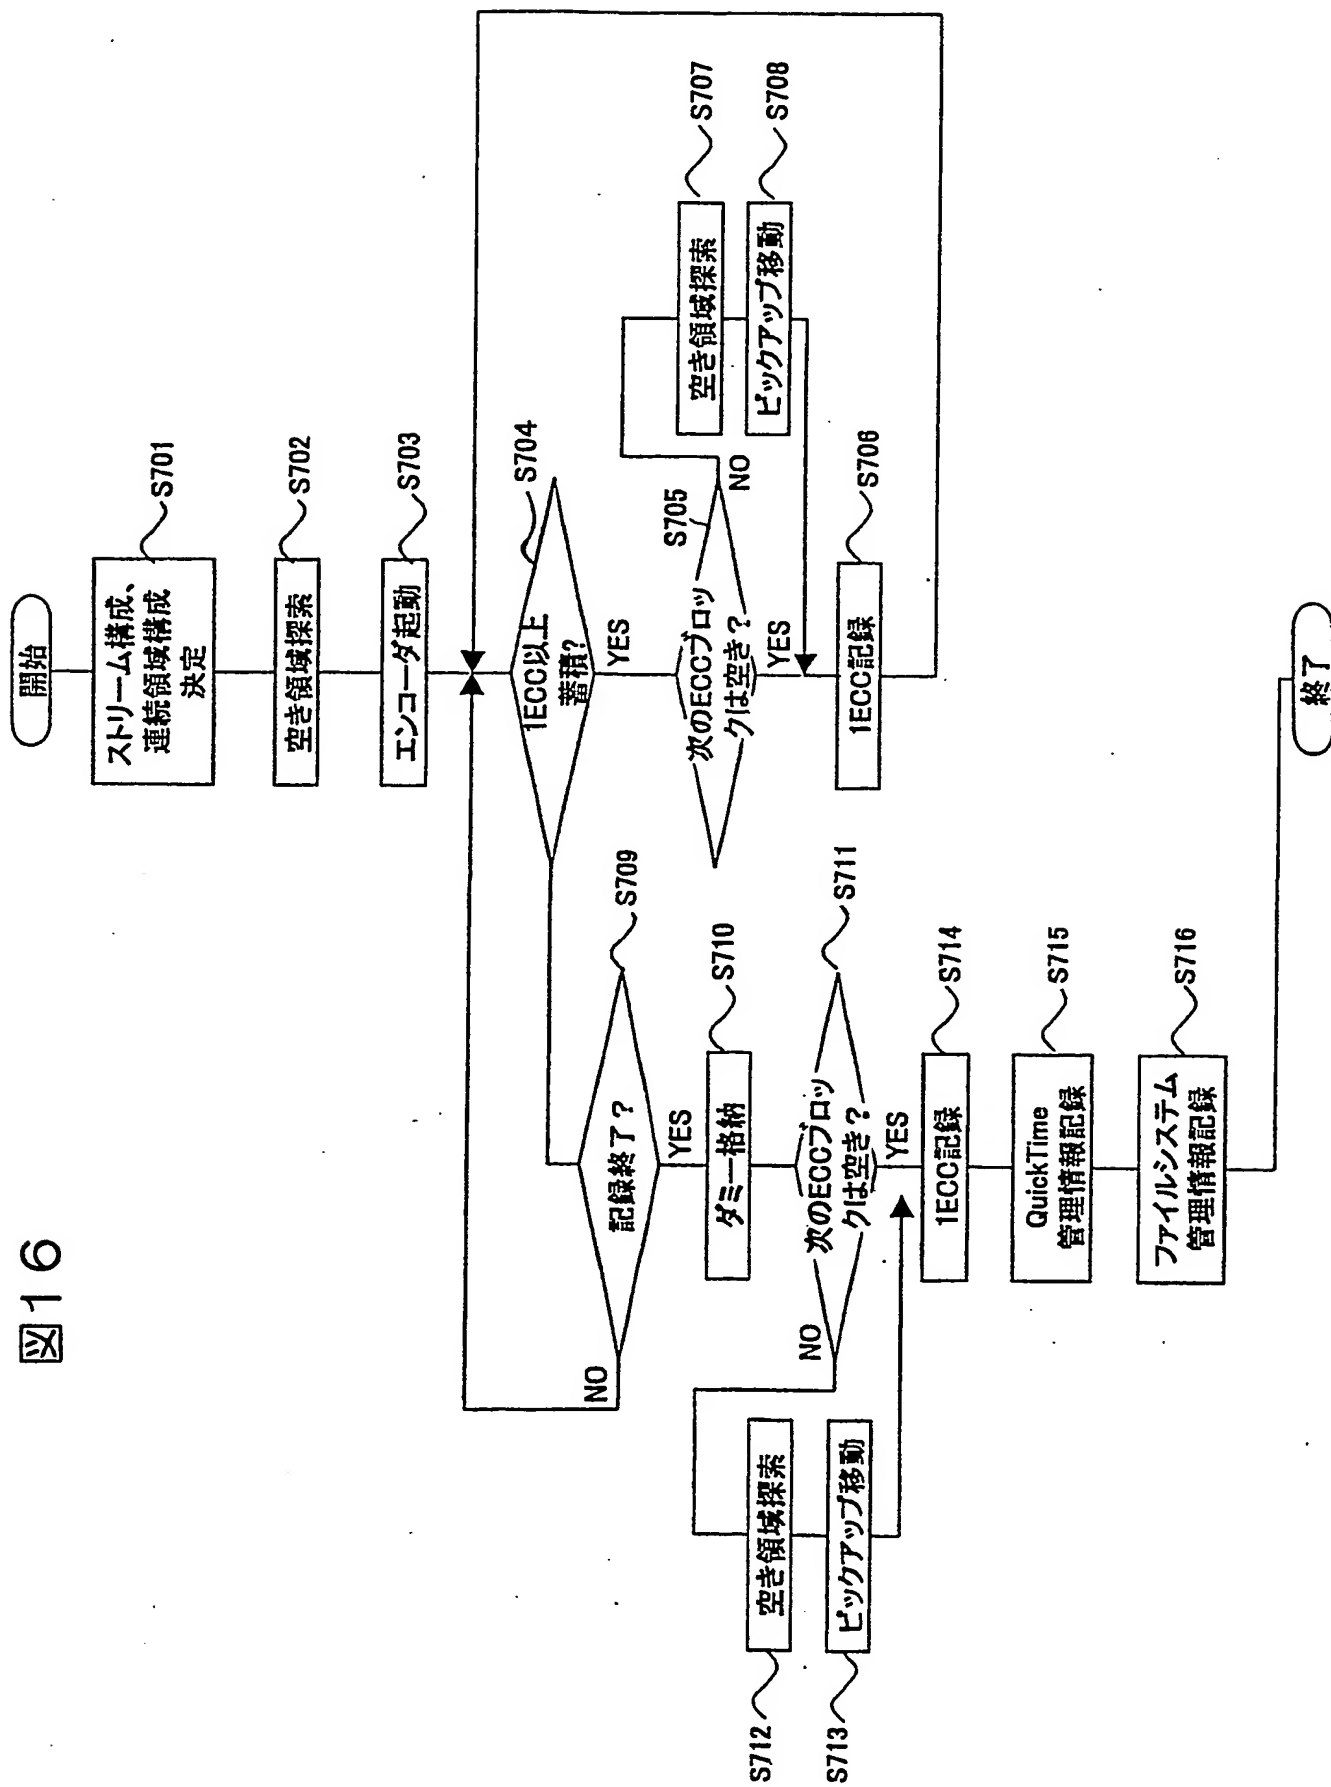 図16
開始
ストリーム構成、
連続領域構成
決定
S701
空き領域探索
S702
エンコーダ起動
S703
1ECC以上
蓄積?
S704
YES
次のECCブロッ
クは空き?
S705
NO
YES
空き領域探索
S707
ピックアップ移動
S708
1ECC記録
S706
記録終了?
S709
NO
YES
ダミー格納
S710
次のECCブロッ
クは空き?
S711
NO
YES
空き領域探索
S712
ピックアップ移動
S713
1ECC記録
S714
QuickTime
管理情報記録
S715
ファイルシステム
管理情報記録
S716
終了